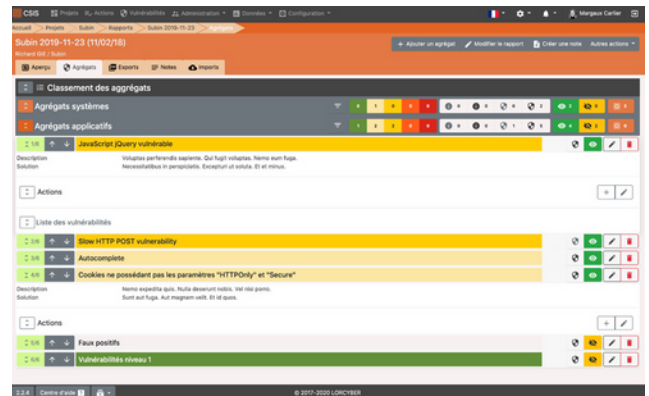 CSIS Projets Actions Vulnérabilités Administration Données Configuration Margaux Carlier
Accueil Projets Subin Rapports Subin 2019-11-23 Agrégats
Subin 2019-11-23 (11/02/18)
Richard Gill / Subin
Ajouter un agrégat Modifier le rapport Créer une note Autres actions
Aperçu Agrégats Exports Notes Imports
Classement des aggrégats
Agrégats systèmes
Agrégats applicatifs
1/6 JavaScript jQuery vulnérable
Description Voluptas perferendis sapiente. Qui fugit voluptas. Nemo eum fuga.
Solution Necessitatibus in perspiciatis. Excepturi ut soluta. Et et minus.
Actions
Liste des vulnérabilités
2/6 Slow HTTP POST vulnerability
3/6 Autocomplete
4/6 Cookies ne possédant pas les paramètres "HTTPOnly" et "Secure"
Description Nemo expedita quis. Nulla deserunt nobis. Vel nisi porro.
Solution Sunt aut fuga. Aut magnam velit. Et id quos.
Actions
5/6 Faux positifs
6/6 Vulnérabilités niveau 1
2.2.4 Centre d'aide © 2017-2020 LORCYBER